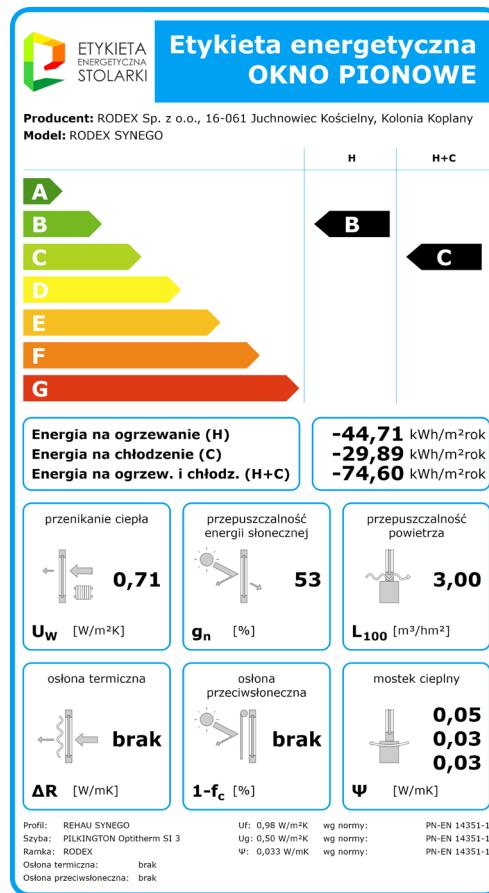 ETYKIETA
ENERGETYCZNA
STOLARKI
Etykieta energetyczna
OKNO PIONOWE
Producent: RODEX Sp. z o.o., 16-061 Juchnowiec Kościelny, Kolonia Koplany
Model: RODEX SYNEGO
H H+C
A
B B
C C
D
E
F
G
Energia na ogrzewanie (H) -44,71 kWh/m²rok
Energia na chłodzenie (C) -29,89 kWh/m²rok
Energia na ogrzew. i chłodz. (H+C) -74,60 kWh/m²rok
przenikanie ciepła
0,71
Uw [W/m²K]
przepuszczalność
energii słonecznej
53
gn [%]
przepuszczalność
powietrza
3,00
L100 [m³/hm²]
osłona termiczna
brak
ΔR [W/mK]
osłona
przeciwsłoneczna
brak
1-fc [%]
mostek cieplny
0,05
0,03
0,03
Ψ [W/mK]
Profil: REHAU SYNEGO Uf: 0,98 W/m²K wg normy: PN-EN 14351-1
Szyba: PILKINGTON Optitherm SI 3 Ug: 0,50 W/m²K wg normy: PN-EN 14351-1
Ramka: RODEX Ψ: 0,033 W/mK wg normy: PN-EN 14351-1
Osłona termiczna: brak
Osłona przeciwsłoneczna: brak